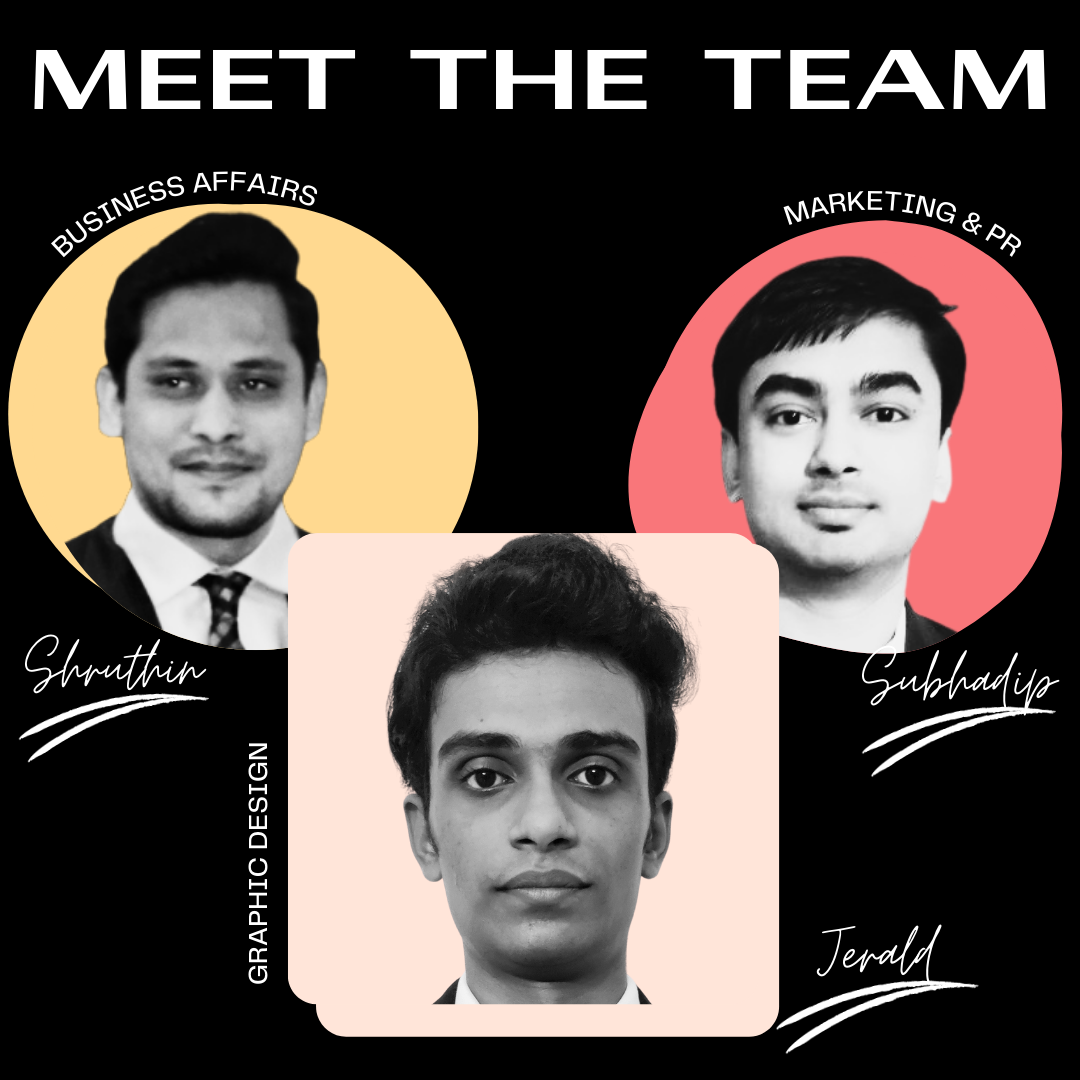 MEET THE TEAM
BUSINESS AFFAIRS
MARKETING & PR
Shruthin
Subhadip
GRAPHIC DESIGN
Jerald